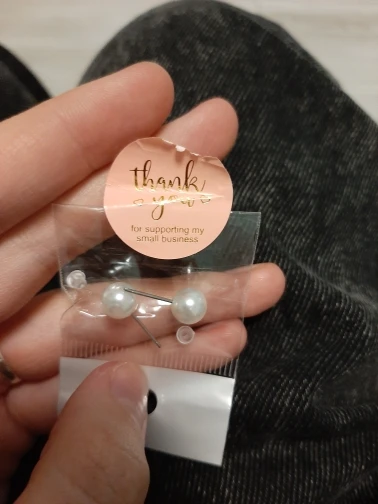 thank
you
for supporting my
small business